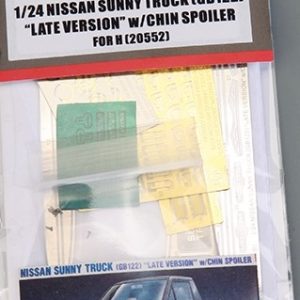 1/24 NISSAN SUNNY TRUCK (GB122)
"LATE VERSION" w/CHIN SPOILER
FOR H (20552)
NISSAN SUNNY TRUCK (GB122) "LATE VERSION" w/CHIN SPOILER